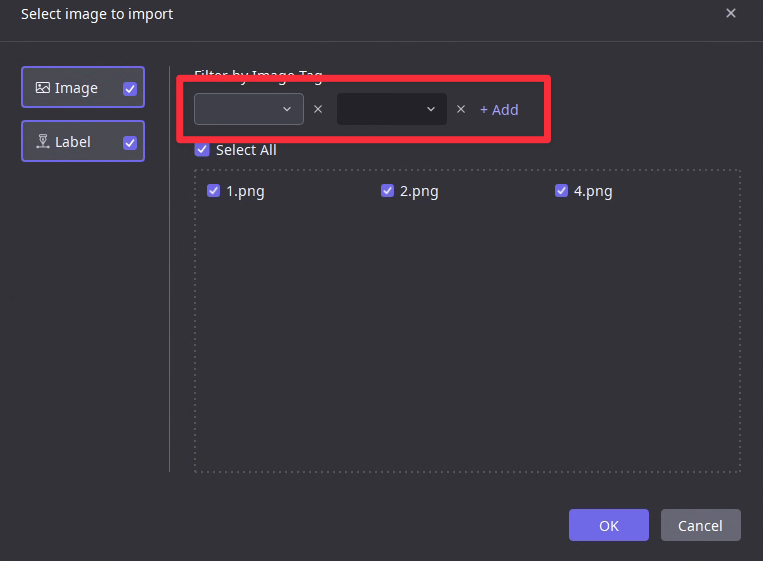 Select image to import
Image
Label
Filter by Image Tag
+ Add
Select All
1.png 2.png 4.png
OK Cancel